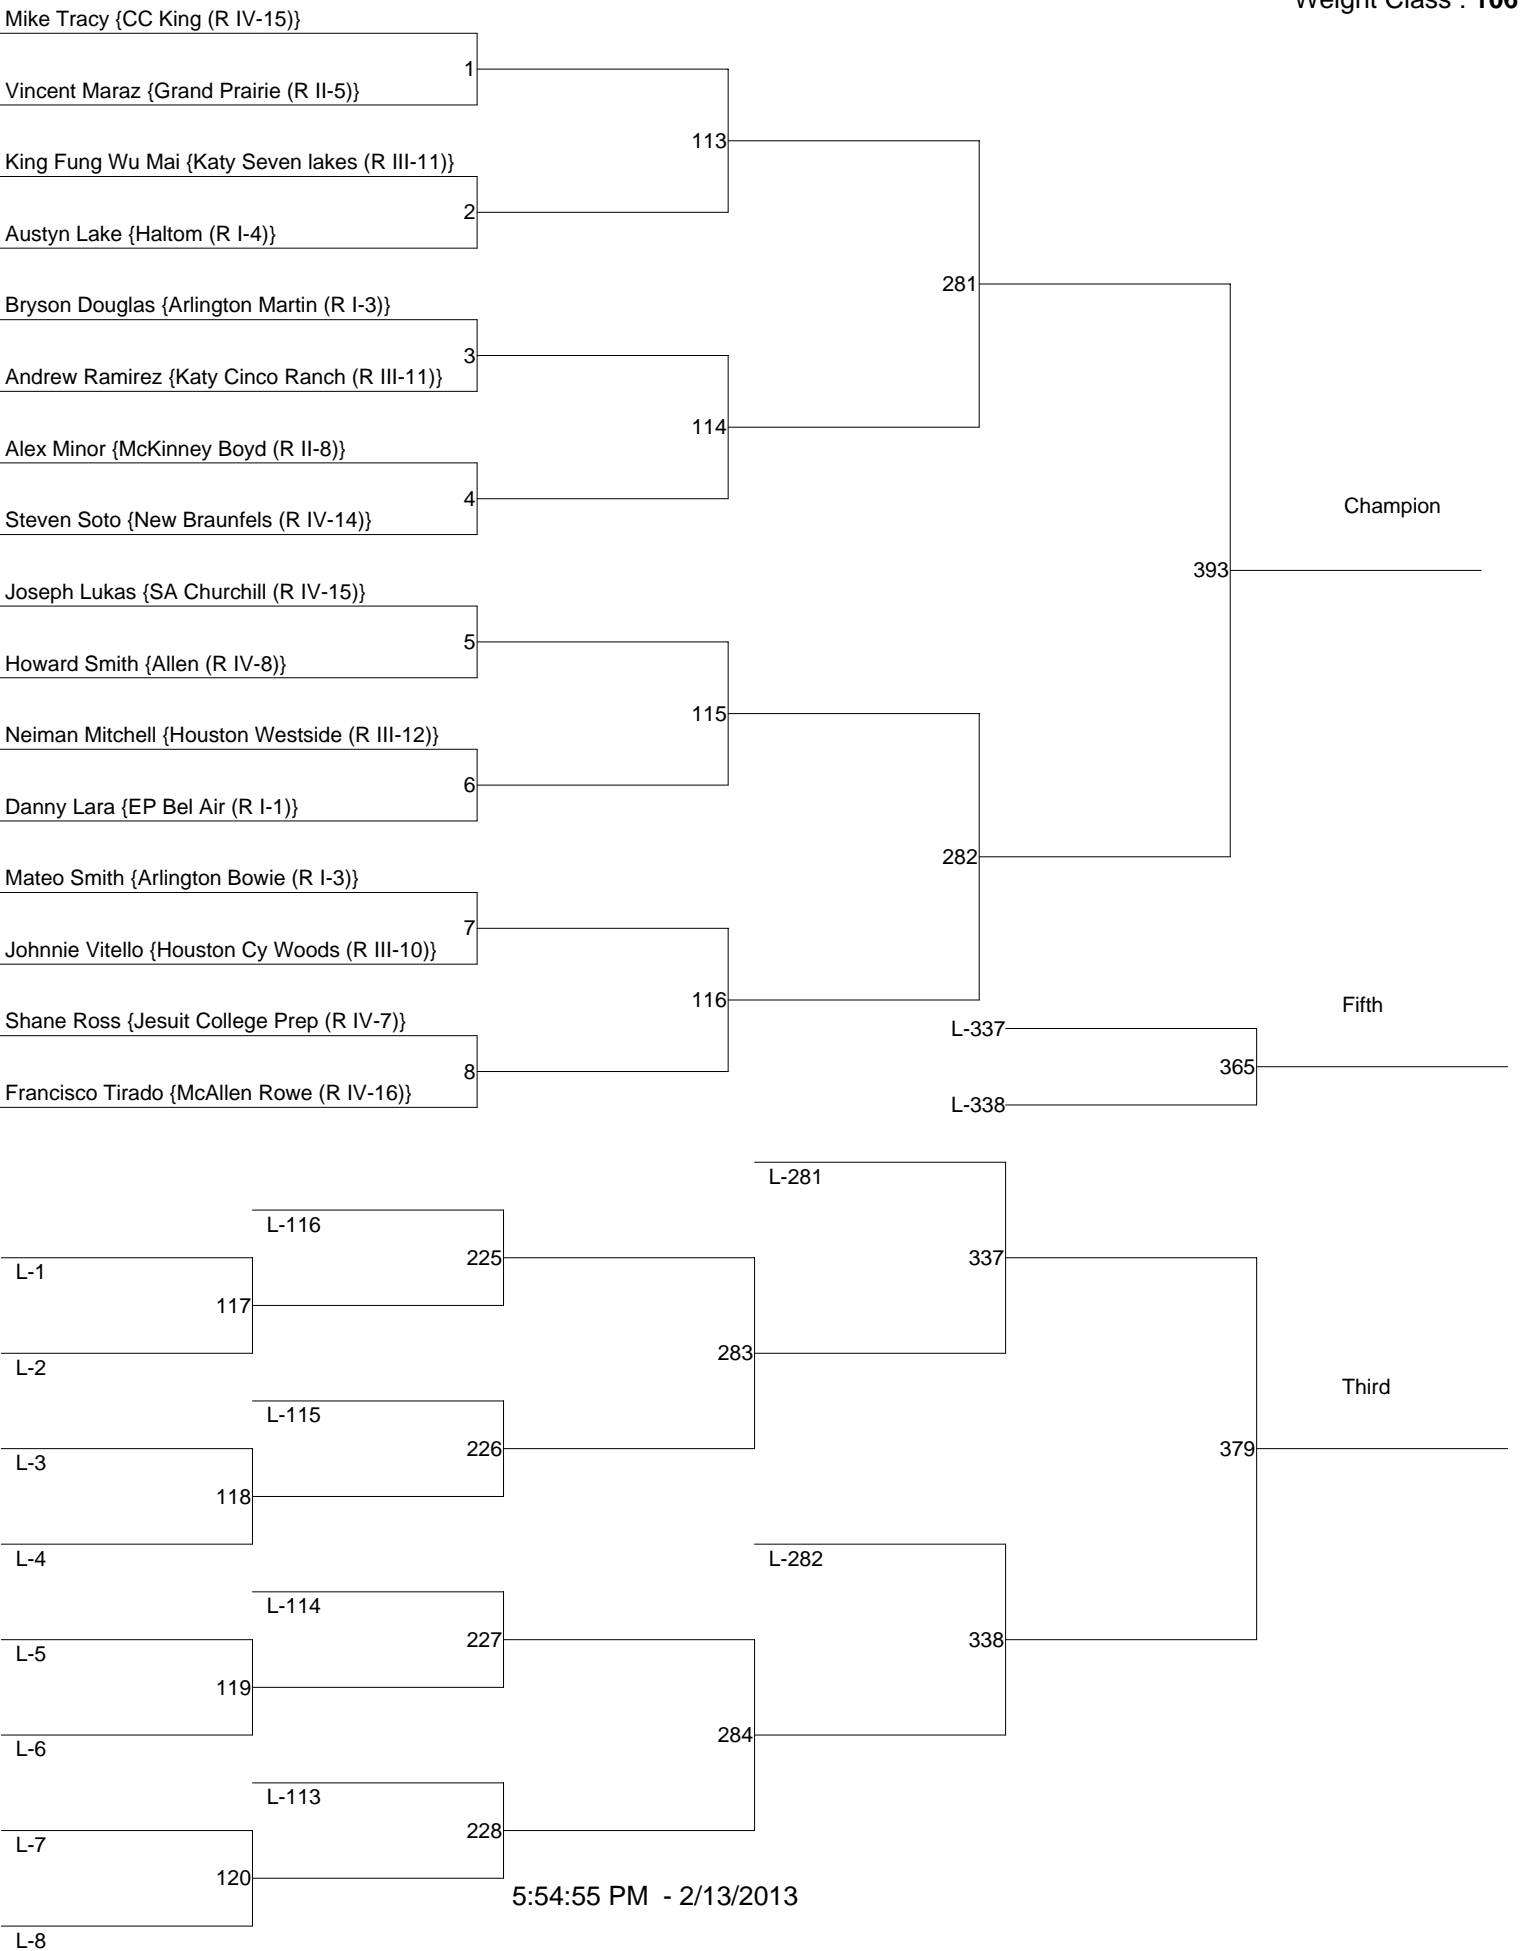 Weight Class : 106
Mike Tracy {CC King (R IV-15)}
1
Vincent Maraz {Grand Prairie (R II-5)}
113
King Fung Wu Mai {Katy Seven lakes (R III-11)}
2
Austyn Lake {Haltom (R I-4)}
281
Bryson Douglas {Arlington Martin (R I-3)}
3
Andrew Ramirez {Katy Cinco Ranch (R III-11)}
114
Alex Minor {McKinney Boyd (R II-8)}
4
Steven Soto {New Braunfels (R IV-14)}
Champion
393
Joseph Lukas {SA Churchill (R IV-15)}
5
Howard Smith {Allen (R IV-8)}
115
Neiman Mitchell {Houston Westside (R III-12)}
6
Danny Lara {EP Bel Air (R I-1)}
282
Mateo Smith {Arlington Bowie (R I-3)}
7
Johnnie Vitello {Houston Cy Woods (R III-10)}
116
Shane Ross {Jesuit College Prep (R IV-7)}
8
Francisco Tirado {McAllen Rowe (R IV-16)}
Fifth
L-337
365
L-338
L-281
L-116
225
337
L-1
117
L-2
283
Third
L-115
226
379
L-3
118
L-4
L-282
L-114
227
338
L-5
119
L-6
284
L-113
228
L-7
120
5:54:55 PM - 2/13/2013
L-8